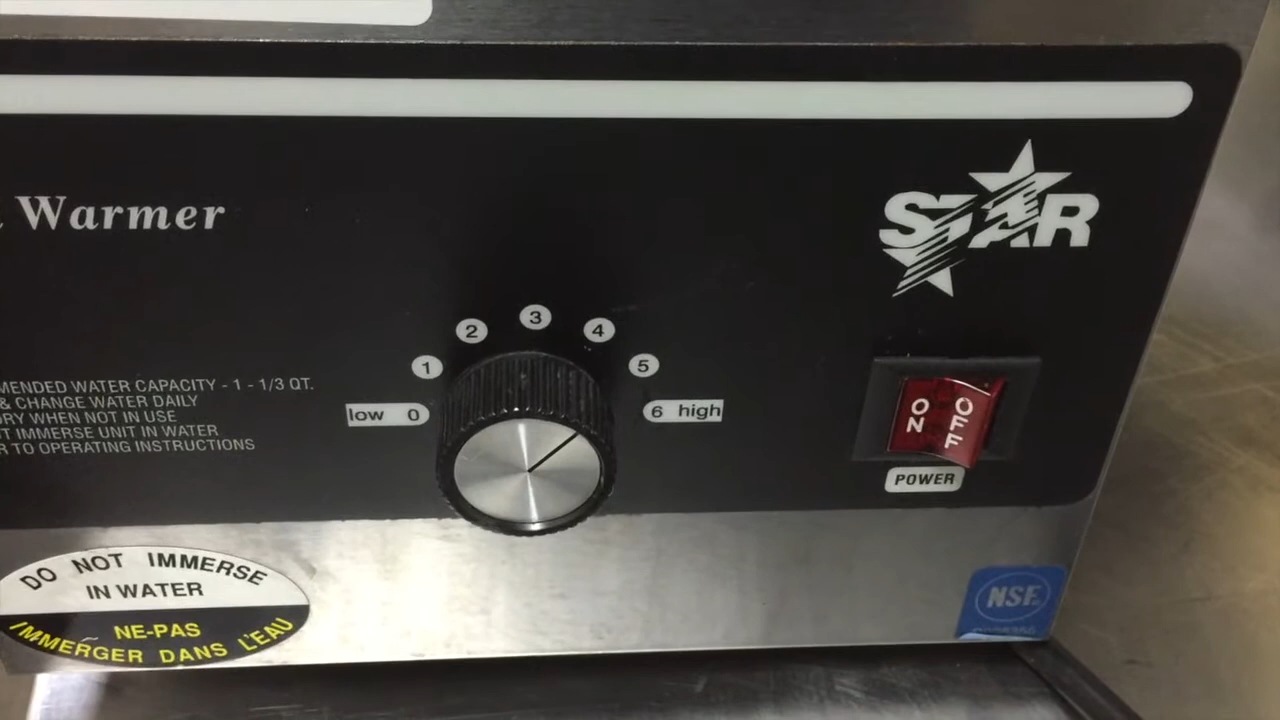 Warmer
STAR
3
2
4
1
5
low 0
6 high
ON
OFF
POWER
WATER CAPACITY - 1 - 1/3 QT.
& CHANGE WATER DAILY
WHEN NOT IN USE
IMMERSE UNIT IN WATER
TO OPERATING INSTRUCTIONS
DO NOT IMMERSE
IN WATER
NE-PAS
IMMERGER DANS L'EAU
NSF